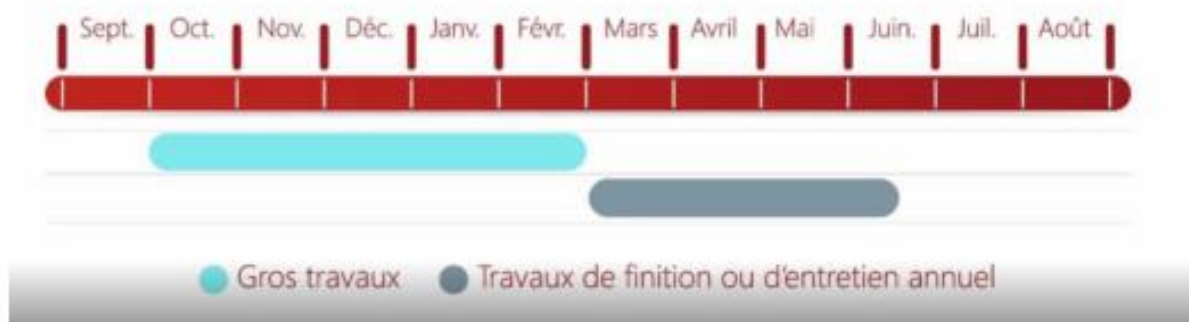 Sept. Oct. Nov. Déc. Janv. Févr. Mars Avril Mai Juin. Juil. Août
Gros travaux Travaux de finition ou d'entretien annuel